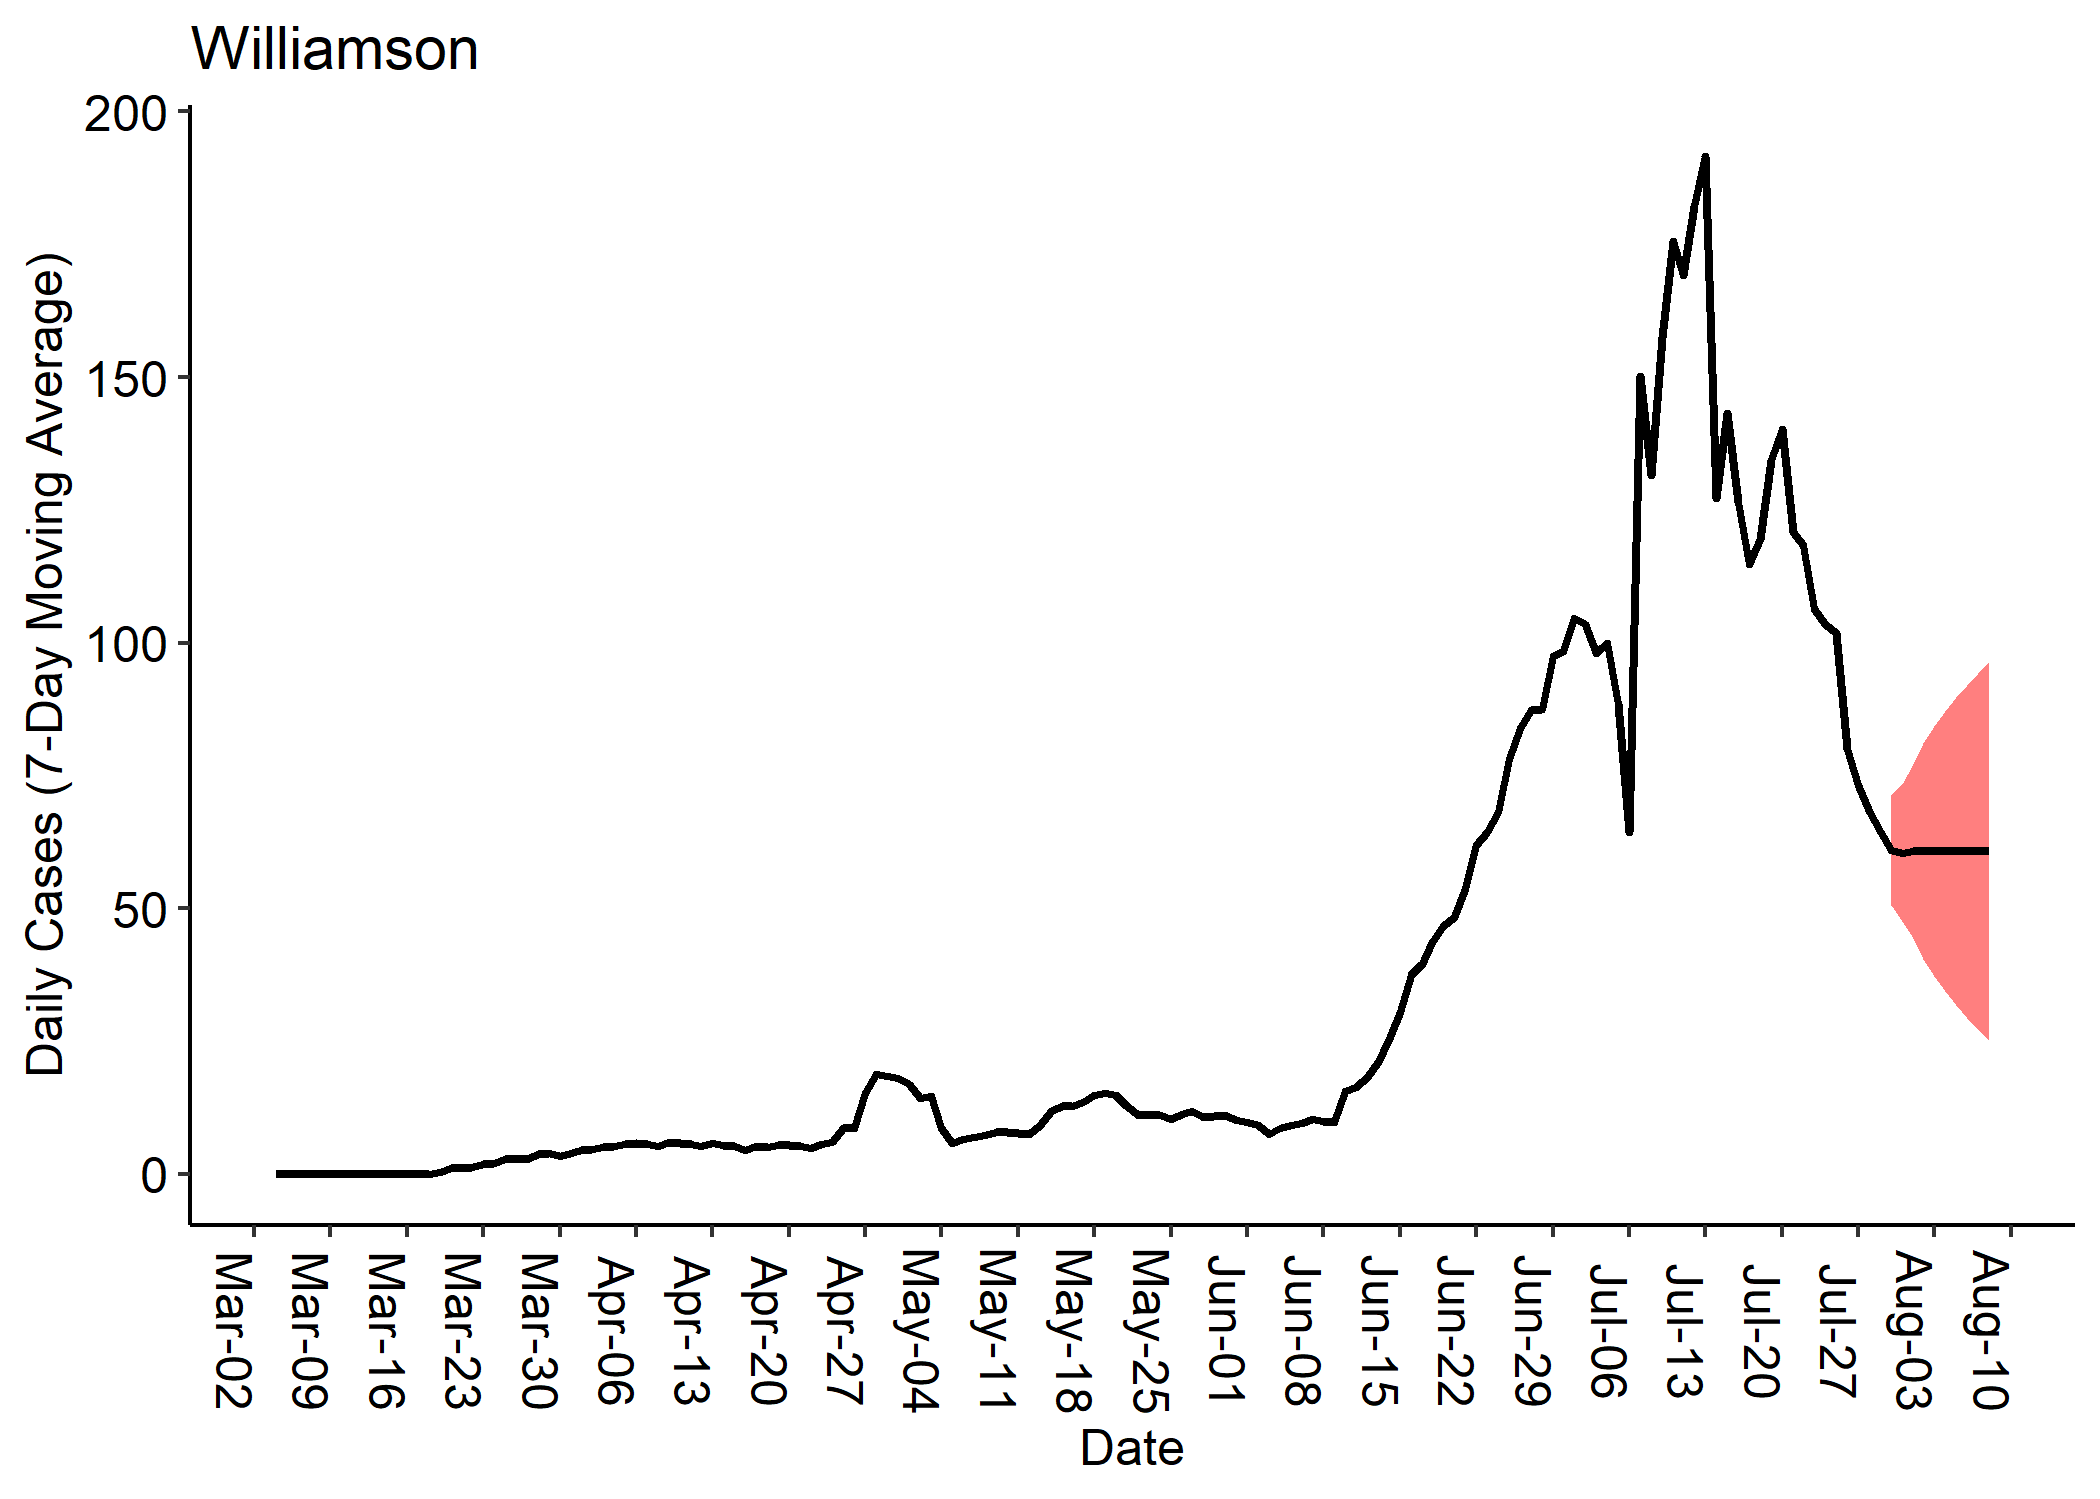 Williamson
Daily Cases (7-Day Moving Average)
200
150
100
50
0
Mar-02
Mar-09
Mar-16
Mar-23
Mar-30
Apr-06
Apr-13
Apr-20
Apr-27
May-04
May-11
May-18
May-25
Jun-01
Jun-08
Jun-15
Jun-22
Jun-29
Jul-06
Jul-13
Jul-20
Jul-27
Aug-03
Aug-10
Date